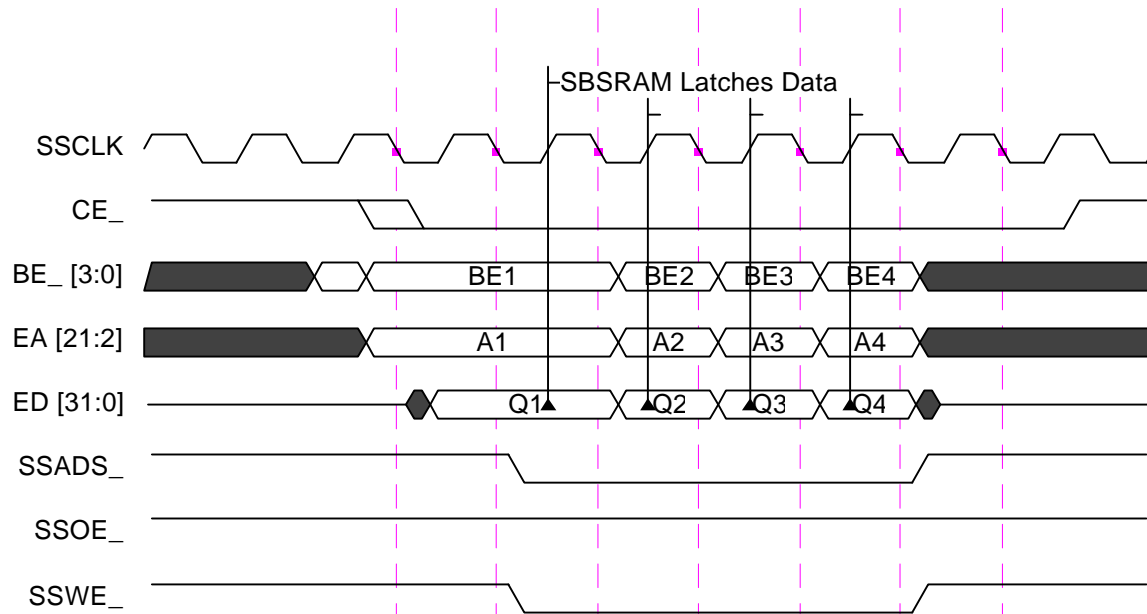 SBSRAM Latches Data
SSCLK
CE_
BE_ [3:0] BE1 BE2 BE3 BE4
EA [21:2] A1 A2 A3 A4
ED [31:0] Q1 Q2 Q3 Q4
SSADS_
SSOE_
SSWE_